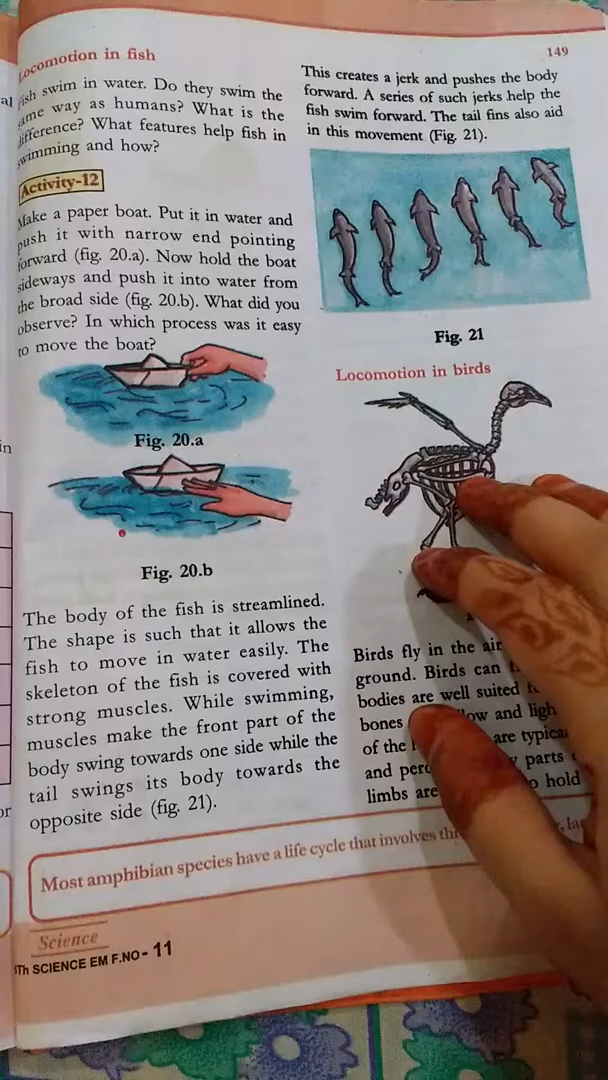 149
Locomotion in fish
Fish swim in water. Do they swim the
same way as humans? What is the
difference? What features help fish in
swimming and how?
Activity-12
Make a paper boat. Put it in water and
push it with narrow end pointing
forward (fig. 20.a). Now hold the boat
sideways and push it into water from
the broad side (fig. 20.b). What did you
observe? In which process was it easy
to move the boat?
Fig. 20.a
Fig. 20.b
The body of the fish is streamlined.
The shape is such that it allows the
fish to move in water easily. The
skeleton of the fish is covered with
strong muscles. While swimming,
muscles make the front part of the
body swing towards one side while the
tail swings its body towards the
opposite side (fig. 21).
This creates a jerk and pushes the body
forward. A series of such jerks help the
fish swim forward. The tail fins also aid
in this movement (Fig. 21).
Fig. 21
Locomotion in birds
Birds fly in the air
ground. Birds can
bodies are well suited
bones low and ligh
of the are typica
and perc parts
limbs are o hold
Most amphibian species have a life cycle that involves
Science
Th SCIENCE EM F.NO- 11
al
in
or